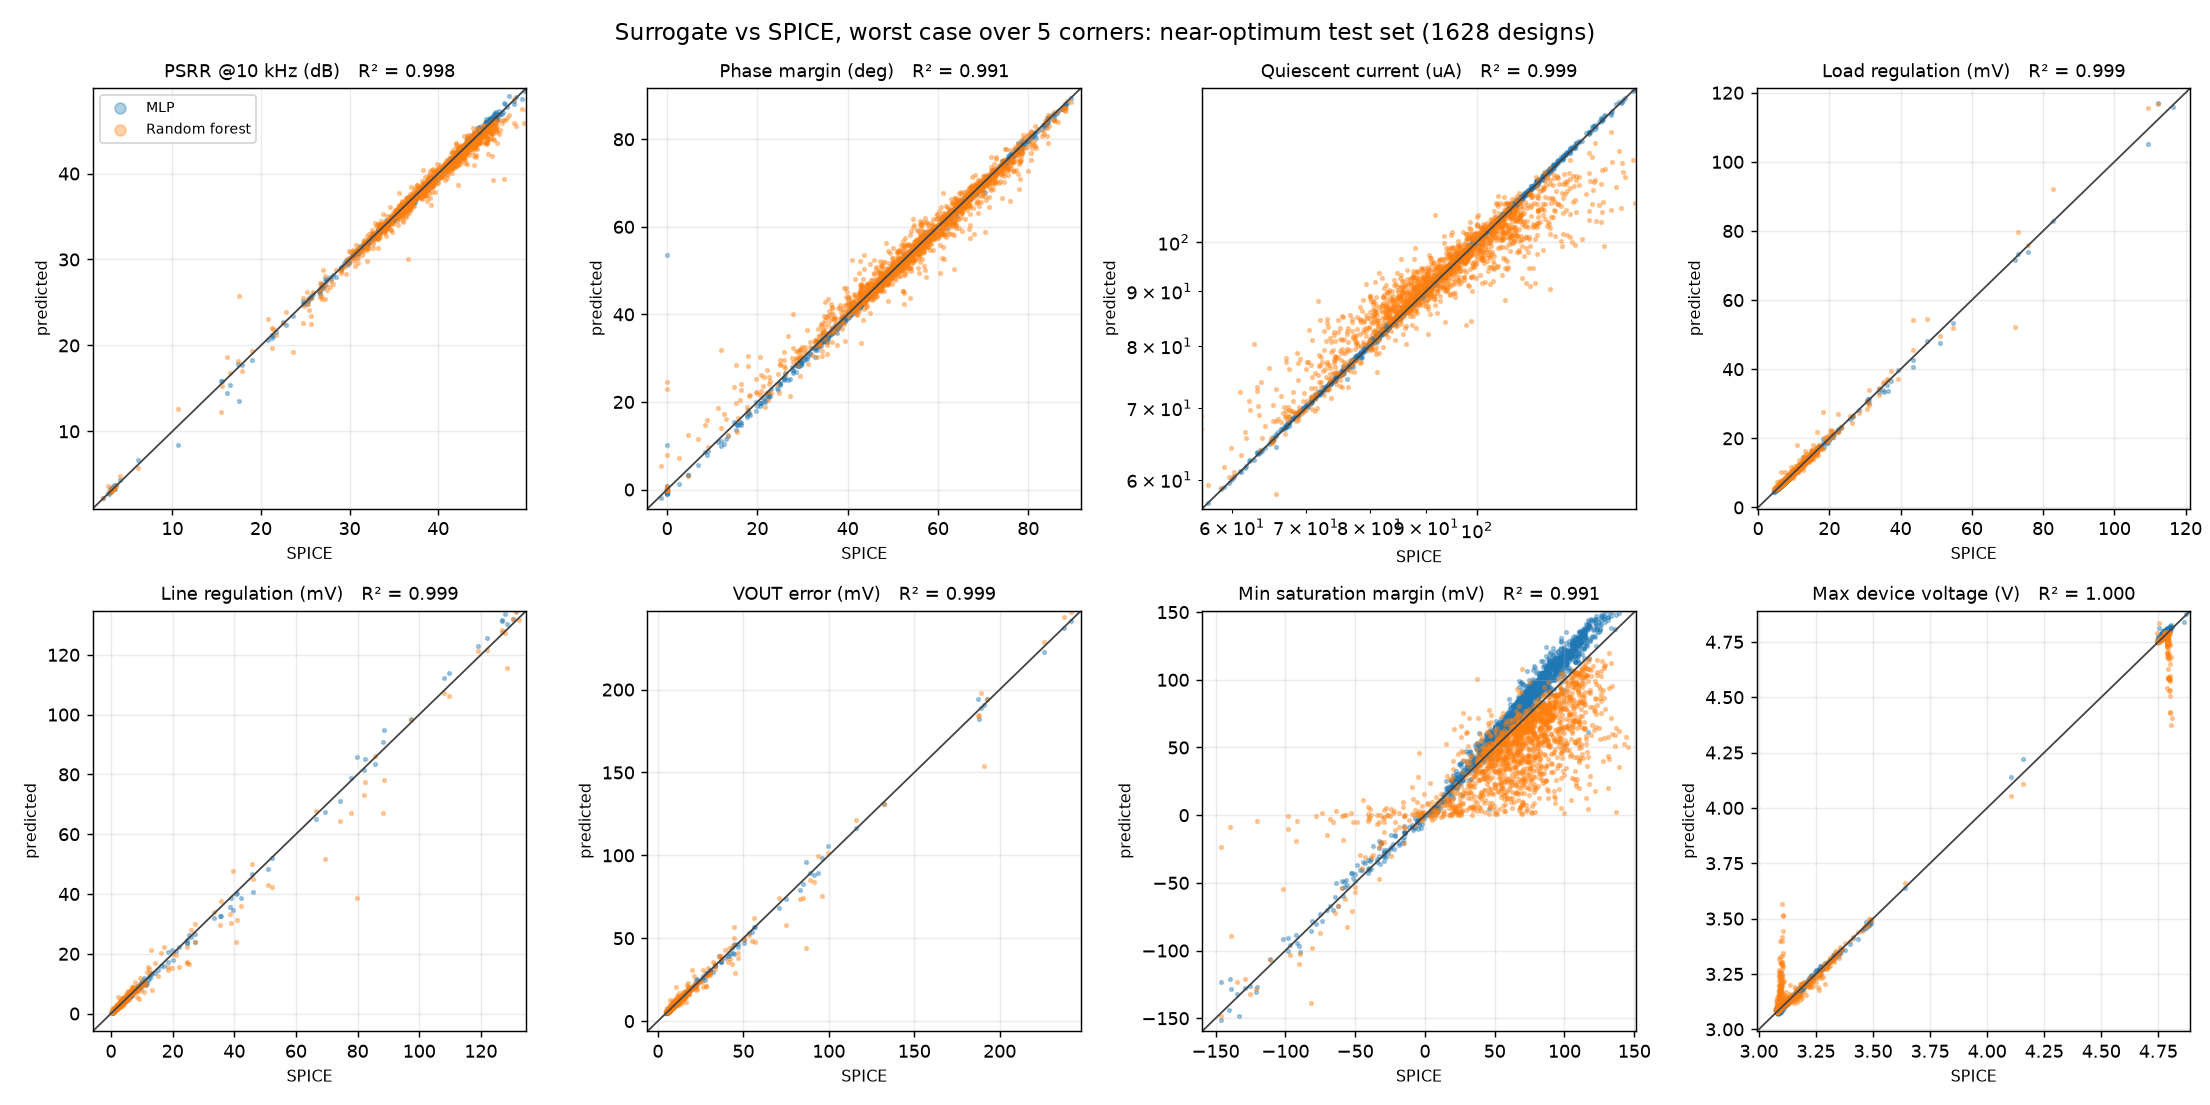 Surrogate vs SPICE, worst case over 5 corners: near-optimum test set (1628 designs)
PSRR @10 kHz (dB)   R² = 0.998
MLP
Random forest
predicted
40
30
20
10
10 20 30 40
SPICE
Phase margin (deg)   R² = 0.991
predicted
80
60
40
20
0
0 20 40 60 80
SPICE
Quiescent current (uA)   R² = 0.999
predicted
10²
9 × 10¹
8 × 10¹
7 × 10¹
6 × 10¹
6 × 10¹ 7 × 10¹ 8 × 10¹ 9 × 10¹ 10²
SPICE
Load regulation (mV)   R² = 0.999
predicted
120
100
80
60
40
20
0
0 20 40 60 80 100 120
SPICE
Line regulation (mV)   R² = 0.999
predicted
120
100
80
60
40
20
0
0 20 40 60 80 100 120
SPICE
VOUT error (mV)   R² = 0.999
predicted
200
150
100
50
0
0 50 100 150 200
SPICE
Min saturation margin (mV)   R² = 0.991
predicted
150
100
50
0
−50
−100
−150
−150 −100 −50 0 50 100 150
SPICE
Max device voltage (V)   R² = 1.000
predicted
4.75
4.50
4.25
4.00
3.75
3.50
3.25
3.00
3.00 3.25 3.50 3.75 4.00 4.25 4.50 4.75
SPICE